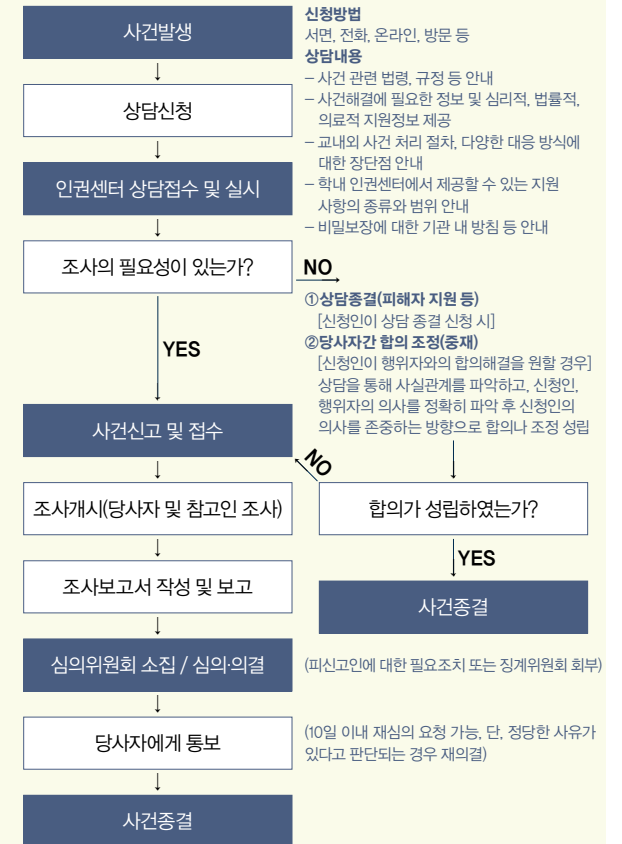 사건발생
신청방법
서면, 전화, 온라인, 방문 등
상담내용
– 사건 관련 법령, 규정 등 안내
– 사건해결에 필요한 정보 및 심리적, 법률적,
의료적 지원정보 제공
– 교내외 사건 처리 절차, 다양한 대응 방식에
대한 장단점 안내
– 학내 인권센터에서 제공할 수 있는 지원
사항의 종류와 범위 안내
– 비밀보장에 대한 기관 내 방침 등 안내
상담신청
인권센터 상담접수 및 실시
조사의 필요성이 있는가?
NO
①상담종결(피해자 지원 등)
[신청인이 상담 종결 신청 시]
②당사자간 합의 조정(중재)
[신청인이 행위자와의 합의해결을 원할 경우]
상담을 통해 사실관계를 파악하고, 신청인,
행위자의 의사를 정확히 파악 후 신청인의
의사를 존중하는 방향으로 합의나 조정 성립
YES
사건신고 및 접수
NO
조사개시(당사자 및 참고인 조사)
합의가 성립하였는가?
YES
조사보고서 작성 및 보고
사건종결
심의위원회 소집 / 심의·의결
(피신고인에 대한 필요조치 또는 징계위원회 회부)
당사자에게 통보
(10일 이내 재심의 요청 가능, 단, 정당한 사유가
있다고 판단되는 경우 재의결)
사건종결